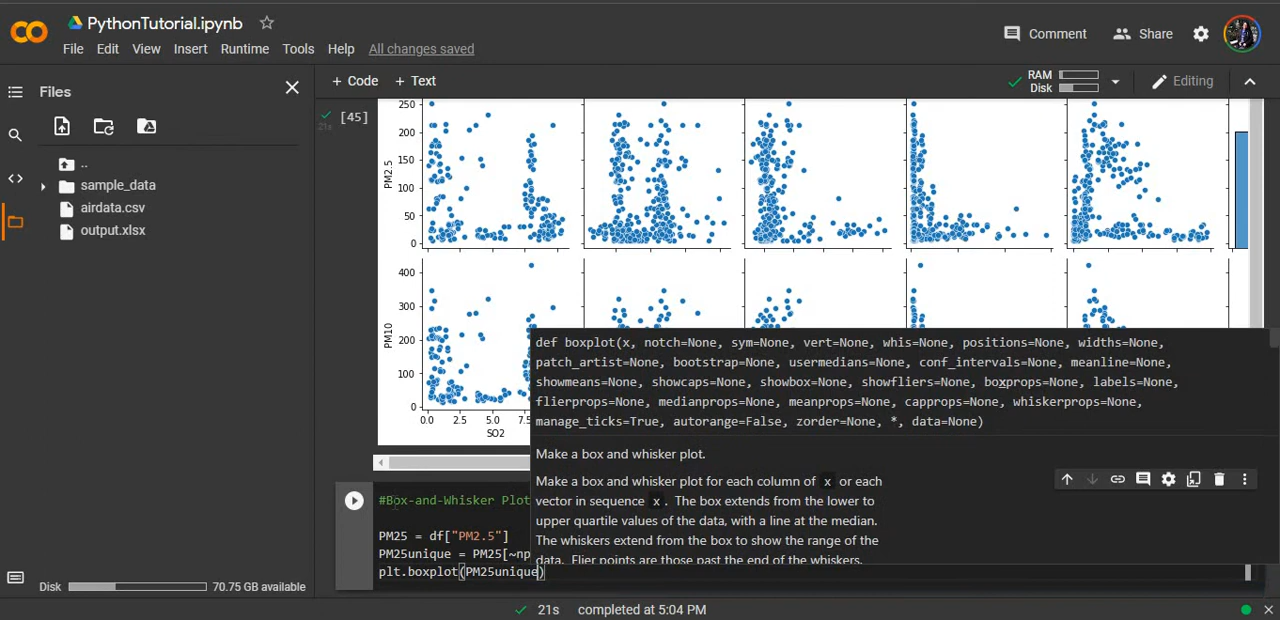 PythonTutorial.ipynb
File Edit View Insert Runtime Tools Help All changes saved
Comment Share
Files
+ Code + Text
RAM
Disk
Editing
..
sample_data
airdata.csv
output.xlsx
[45]
21s
250
200
150
100
50
0
PM2.5
400
300
200
100
0
PM10
0.0 2.5 5.0 7.5
SO2
def boxplot(x, notch=None, sym=None, vert=None, whis=None, positions=None, widths=None,
patch_artist=None, bootstrap=None, usermedians=None, conf_intervals=None, meanline=None,
showmeans=None, showcaps=None, showbox=None, showfliers=None, boxprops=None, labels=None,
flierprops=None, medianprops=None, meanprops=None, capprops=None, whiskerprops=None,
manage_ticks=True, autorange=False, zorder=None, *, data=None)
Make a box and whisker plot.
Make a box and whisker plot for each column of x or each
vector in sequence x. The box extends from the lower to
upper quartile values of the data, with a line at the median.
The whiskers extend from the box to show the range of the
data. Flier points are those past the end of the whiskers.
#Box-and-Whisker Plot
PM25 = df["PM2.5"]
PM25unique = PM25[~np
plt.boxplot(PM25unique)
Disk 70.75 GB available
21s completed at 5:04 PM